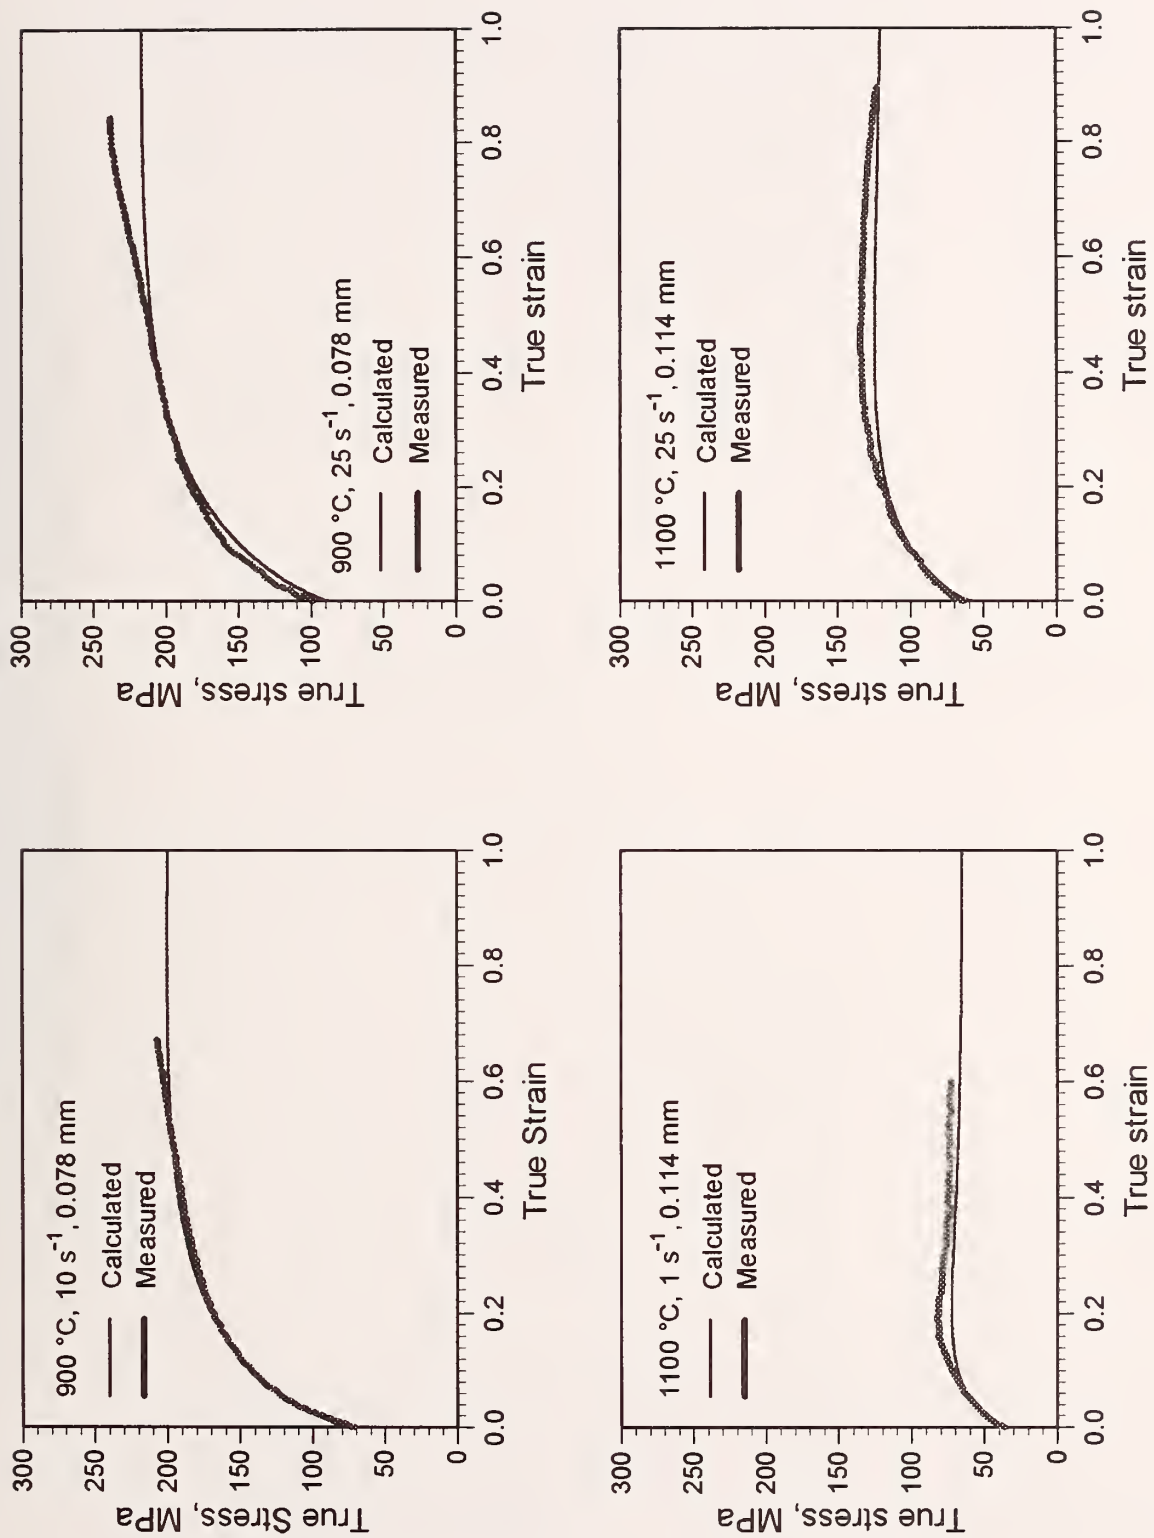 True Stress, MPa
300
250
200
150
100
50
0
900 °C, 10 s⁻¹, 0.078 mm
Calculated
Measured
0.0 0.2 0.4 0.6 0.8 1.0
True Strain
True stress, MPa
300
250
200
150
100
50
0
900 °C, 25 s⁻¹, 0.078 mm
Calculated
Measured
0.0 0.2 0.4 0.6 0.8 1.0
True strain
True stress, MPa
300
250
200
150
100
50
0
1100 °C, 1 s⁻¹, 0.114 mm
Calculated
Measured
0.0 0.2 0.4 0.6 0.8 1.0
True strain
True stress, MPa
300
250
200
150
100
50
0
1100 °C, 25 s⁻¹, 0.114 mm
Calculated
Measured
0.0 0.2 0.4 0.6 0.8 1.0
True strain